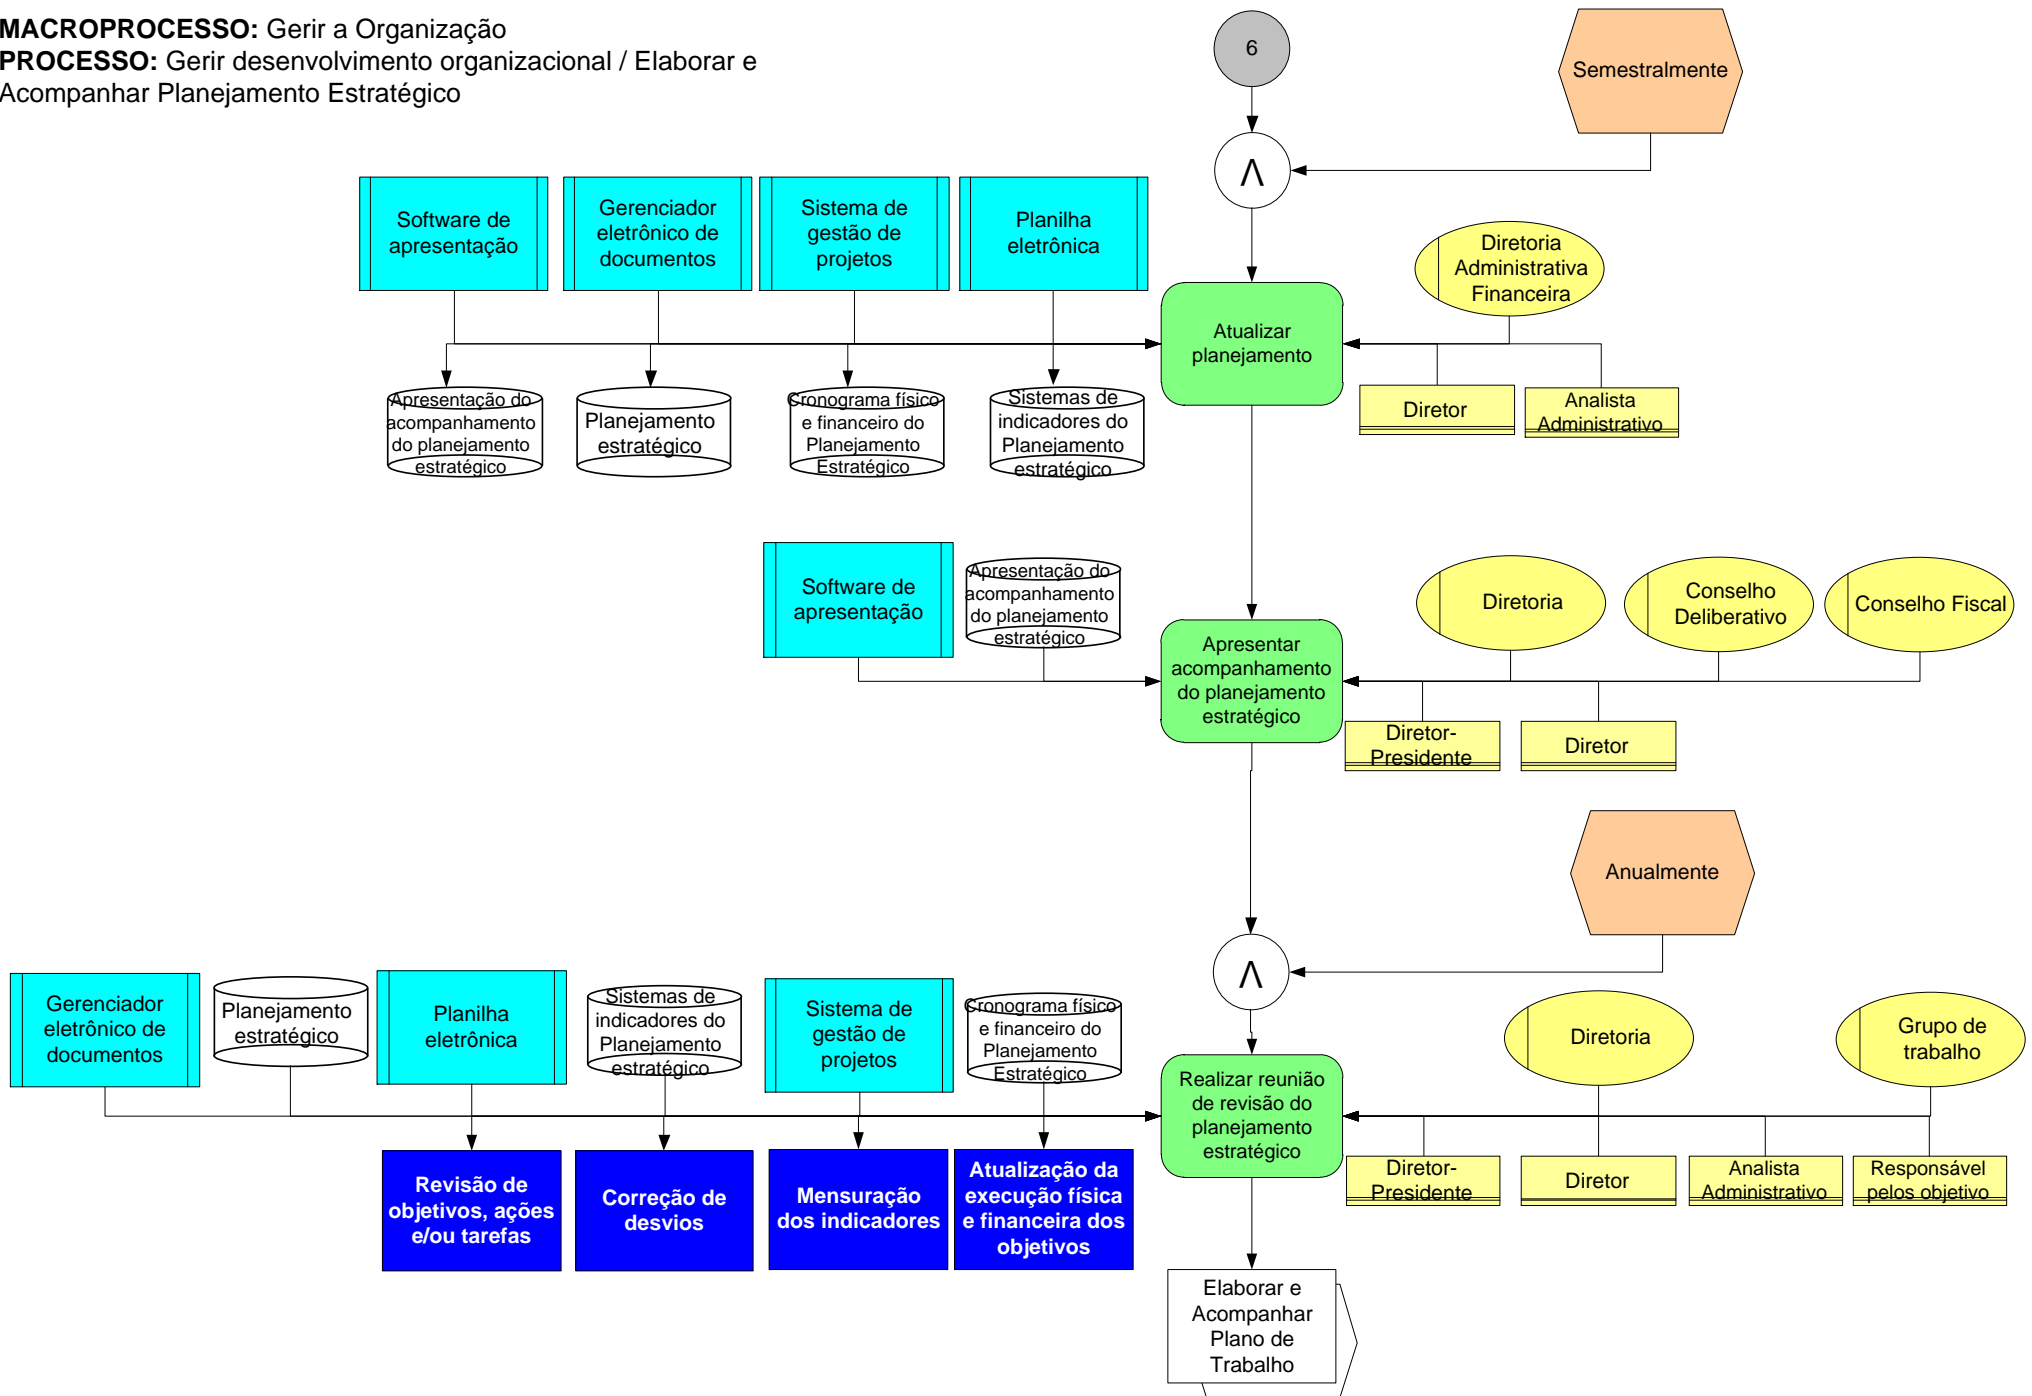 MACROPROCESSO: Gerir a Organização
PROCESSO: Gerir desenvolvimento organizacional / Elaborar e
Acompanhar Planejamento Estratégico
6
Semestralmente
Λ
Software de
apresentação
Gerenciador
eletrônico de
documentos
Sistema de
gestão de
projetos
Planilha
eletrônica
Diretoria
Administrativa
Financeira
Atualizar
planejamento
Apresentação do
acompanhamento
do planejamento
estratégico
Planejamento
estratégico
Cronograma físico
e financeiro do
Planejamento
Estratégico
Sistemas de
indicadores do
Planejamento
estratégico
Diretor
Analista
Administrativo
Software de
apresentação
Apresentação do
acompanhamento
do planejamento
estratégico
Apresentar
acompanhamento
do planejamento
estratégico
Diretoria
Conselho
Deliberativo
Conselho Fiscal
Diretor-
Presidente
Diretor
Anualmente
Λ
Gerenciador
eletrônico de
documentos
Planejamento
estratégico
Planilha
eletrônica
Sistemas de
indicadores do
Planejamento
estratégico
Sistema de
gestão de
projetos
Cronograma físico
e financeiro do
Planejamento
Estratégico
Realizar reunião
de revisão do
planejamento
estratégico
Diretoria
Grupo de
trabalho
Revisão de
objetivos, ações
e/ou tarefas
Correção de
desvios
Mensuração
dos indicadores
Atualização da
execução física
e financeira dos
objetivos
Diretor-
Presidente
Diretor
Analista
Administrativo
Responsável
pelos objetivo
Elaborar e
Acompanhar
Plano de
Trabalho